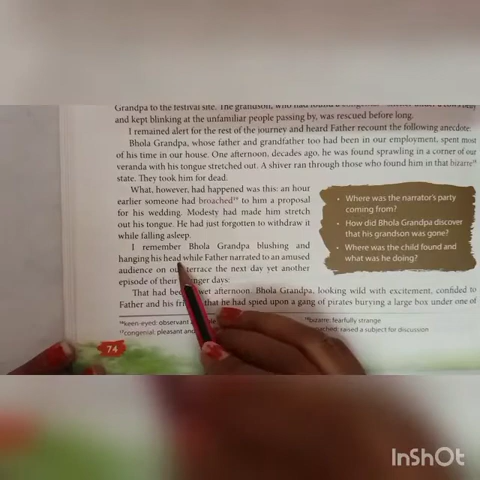 Grandpa to the festival site. The grandson, who had found a
and kept blinking at the unfamiliar people passing by, was rescued before long.
I remained alert for the rest of the journey and heard Father recount the following anecdote:
Bhola Grandpa, whose father and grandfather too had been in our employment, spent most
of his time in our house. One afternoon, decades ago, he was found sprawling in a corner of our
veranda with his tongue stretched out. A shiver ran through those who found him in that bizarre¹⁸
state. They took him for dead.
What, however, had happened was this: an hour
earlier someone had broached¹⁹ to him a proposal
for his wedding. Modesty had made him stretch
out his tongue. He had just forgotten to withdraw it
while falling asleep.
I remember Bhola Grandpa blushing and
hanging his head while Father narrated to an amused
audience on our terrace the next day yet another
episode of their younger days:
That had been a wet afternoon. Bhola Grandpa, looking wild with excitement, confided to
Father and his that he had spied upon a gang of pirates burying a large box under one of
• Where was the narrator's party
coming from?
• How did Bhola Grandpa discover
that his grandson was gone?
• Where was the child found and
what was he doing?
¹⁶keen-eyed: observant
¹⁸bizarre: fearfully strange
¹⁷congenial: pleasant
raised a subject for discussion
74
InShOt